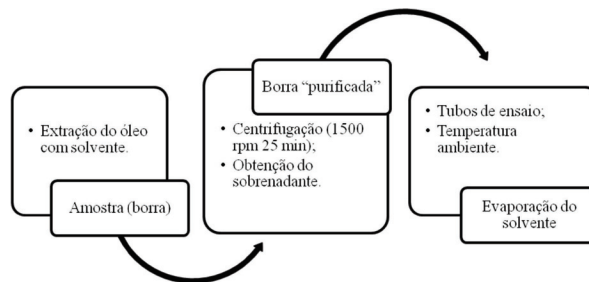 • Extração do óleo
com solvente.
Amostra (borra)
Borra “purificada”
• Centrifugação (1500
rpm 25 min);
• Obtenção do
sobrenadante.
• Tubos de ensaio;
• Temperatura
ambiente.
Evaporação do
solvente